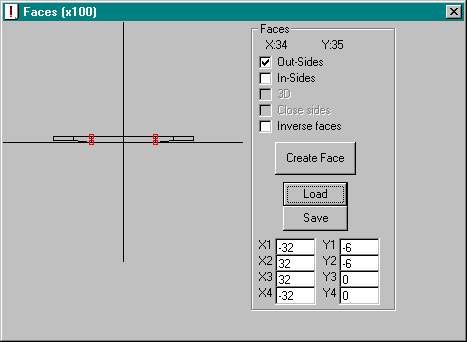 Faces (x100)
Faces
X:34 Y:35
Out-Sides
In-Sides
3D
Close sides
Inverse faces
Create Face
Load
Save
X1 -32 Y1 -6
X2 32 Y2 -6
X3 32 Y3 0
X4 -32 Y4 0